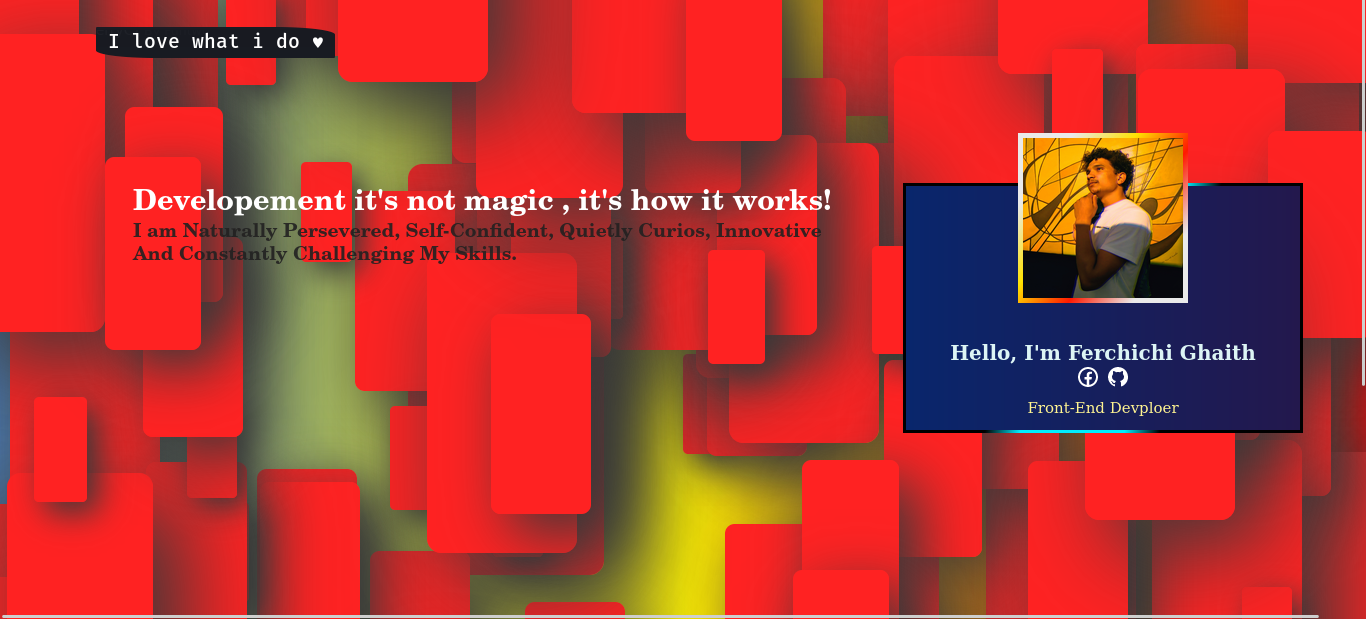 I love what i do ♥
Developement it's not magic , it's how it works!
I am Naturally Persevered, Self-Confident, Quietly Curios, Innovative
And Constantly Challenging My Skills.
Hello, I'm Ferchichi Ghaith
Front-End Devploer